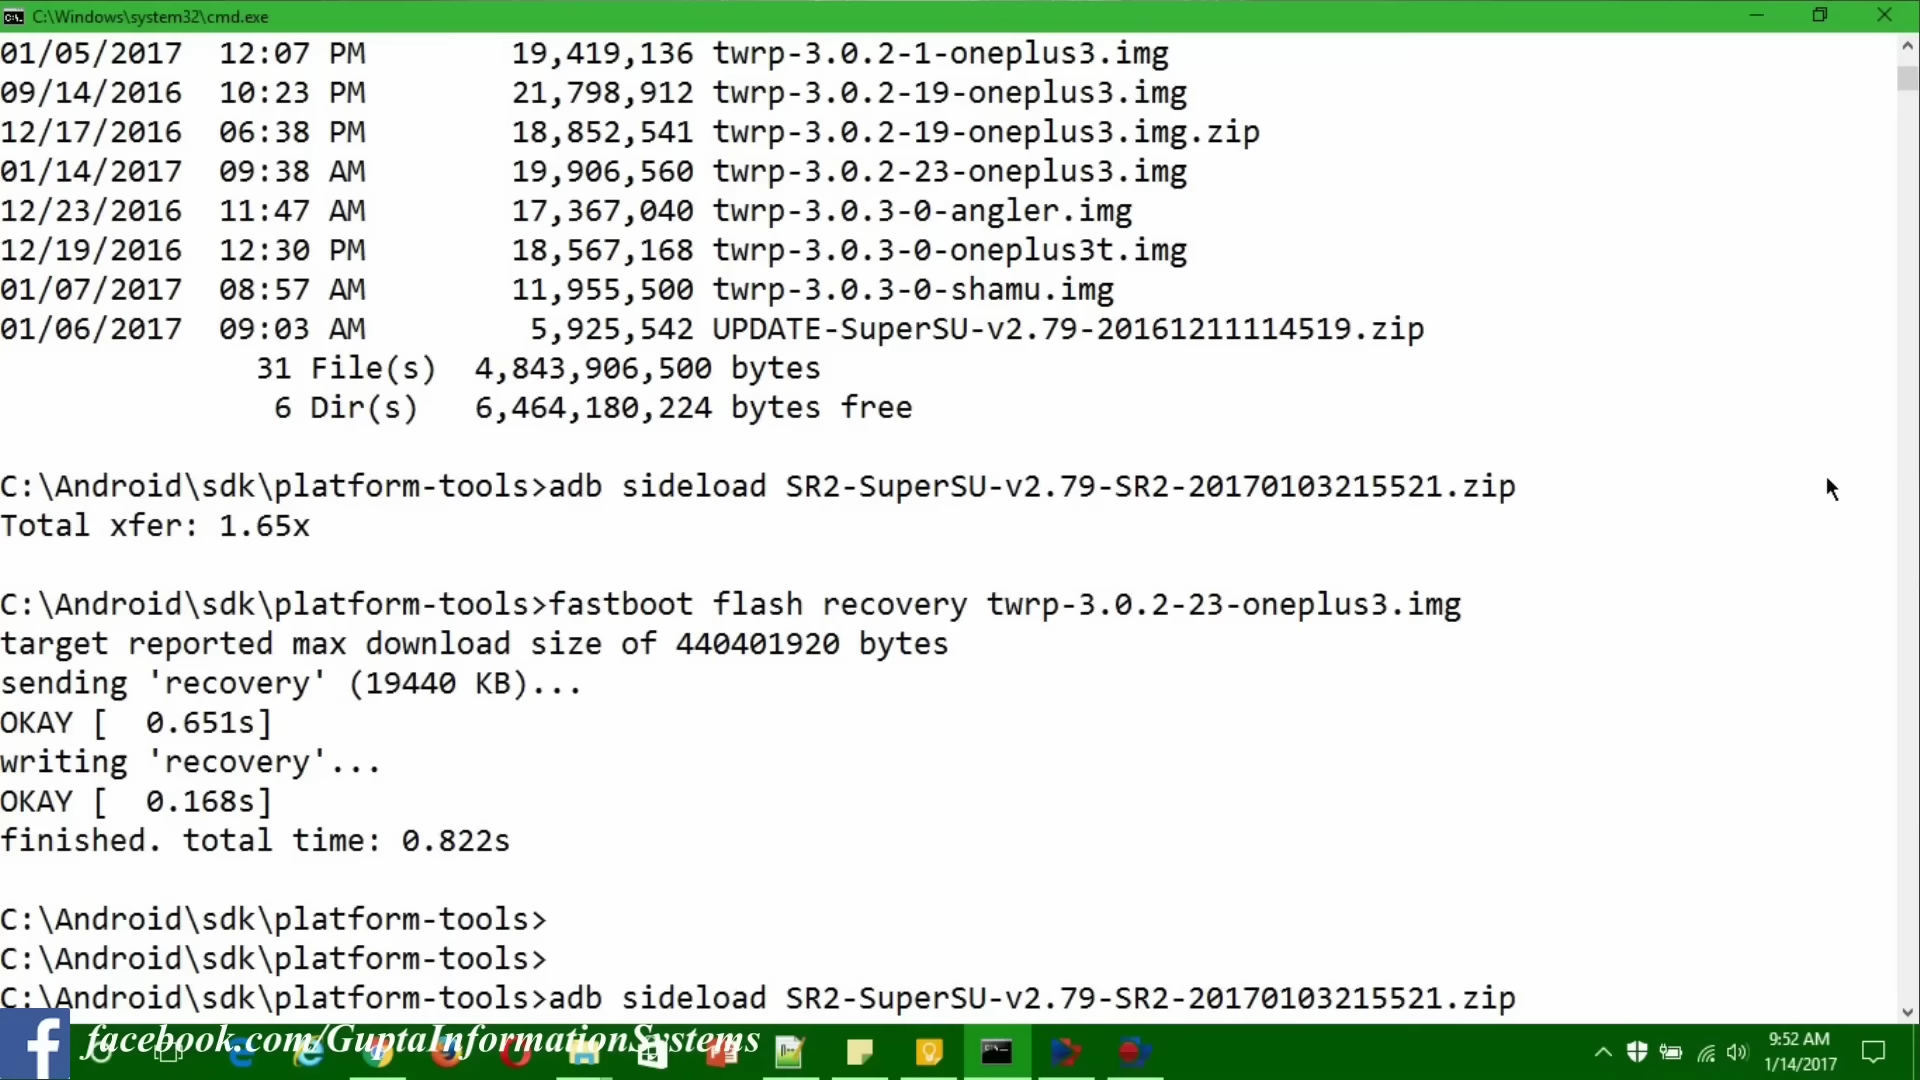 C:\Windows\system32\cmd.exe
01/05/2017  12:07 PM        19,419,136 twrp-3.0.2-1-oneplus3.img
09/14/2016  10:23 PM        21,798,912 twrp-3.0.2-19-oneplus3.img
12/17/2016  06:38 PM        18,852,541 twrp-3.0.2-19-oneplus3.img.zip
01/14/2017  09:38 AM        19,906,560 twrp-3.0.2-23-oneplus3.img
12/23/2016  11:47 AM        17,367,040 twrp-3.0.3-0-angler.img
12/19/2016  12:30 PM        18,567,168 twrp-3.0.3-0-oneplus3t.img
01/07/2017  08:57 AM        11,955,500 twrp-3.0.3-0-shamu.img
01/06/2017  09:03 AM         5,925,542 UPDATE-SuperSU-v2.79-20161211114519.zip
31 File(s)  4,843,906,500 bytes
6 Dir(s)   6,464,180,224 bytes free
C:\Android\sdk\platform-tools>adb sideload SR2-SuperSU-v2.79-SR2-20170103215521.zip
Total xfer: 1.65x
C:\Android\sdk\platform-tools>fastboot flash recovery twrp-3.0.2-23-oneplus3.img
target reported max download size of 440401920 bytes
sending 'recovery' (19440 KB)...
OKAY [  0.651s]
writing 'recovery'...
OKAY [  0.168s]
finished. total time: 0.822s
C:\Android\sdk\platform-tools>
C:\Android\sdk\platform-tools>
C:\Android\sdk\platform-tools>adb sideload SR2-SuperSU-v2.79-SR2-20170103215521.zip
facebook.com/GuptaInformationSystems
9:52 AM
1/14/2017